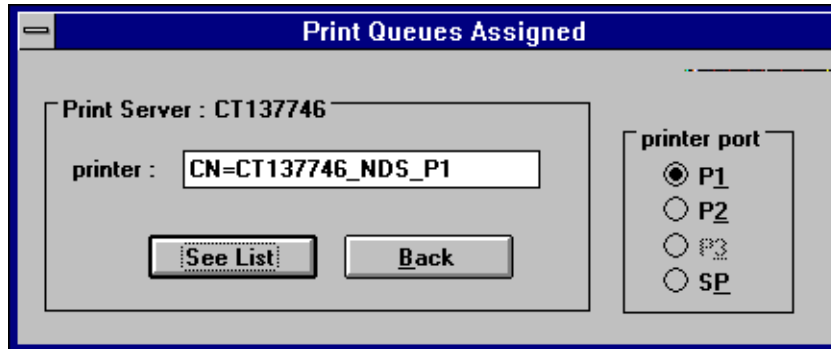 Print Queues Assigned
Print Server : CT137746
printer : CN=CT137746_NDS_P1
See List Back
printer port
P1
P2
P3
SP